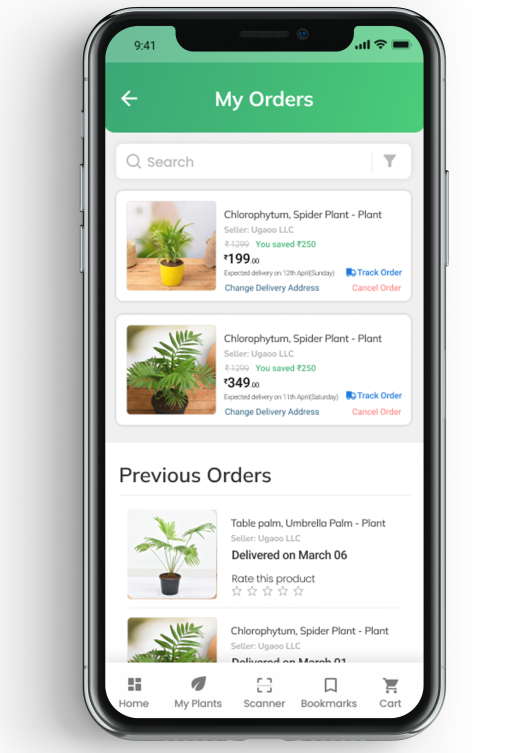 9:41
My Orders
Search
Chlorophytum, Spider Plant - Plant
Seller: Ugaoo LLC
₹1299 You saved ₹250
₹199.00
Expected delivery on 12th April(Sunday) Track Order
Change Delivery Address Cancel Order
Chlorophytum, Spider Plant - Plant
Seller: Ugaoo LLC
₹1299 You saved ₹250
₹349.00
Expected delivery on 11th April(Saturday) Track Order
Change Delivery Address Cancel Order
Previous Orders
Table palm, Umbrella Palm - Plant
Seller: Ugaoo LLC
Delivered on March 06
Rate this product
Chlorophytum, Spider Plant - Plant
Seller: Ugaoo LLC
Delivered on March 01
Home My Plants Scanner Bookmarks Cart